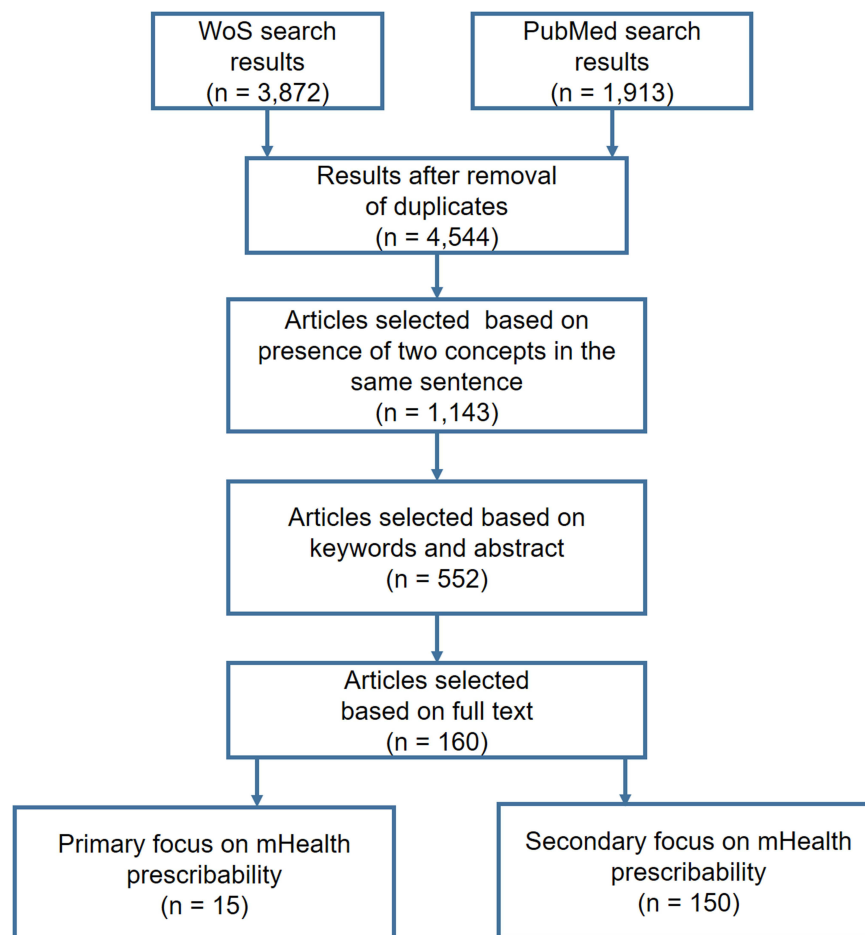 WoS search
results
(n = 3,872)
PubMed search
results
(n = 1,913)
Results after removal
of duplicates
(n = 4,544)
Articles selected  based on
presence of two concepts in the
same sentence
(n = 1,143)
Articles selected based on
keywords and abstract
(n = 552)
Articles selected
based on full text
(n = 160)
Primary focus on mHealth
prescribability
(n = 15)
Secondary focus on mHealth
prescribability
(n = 150)